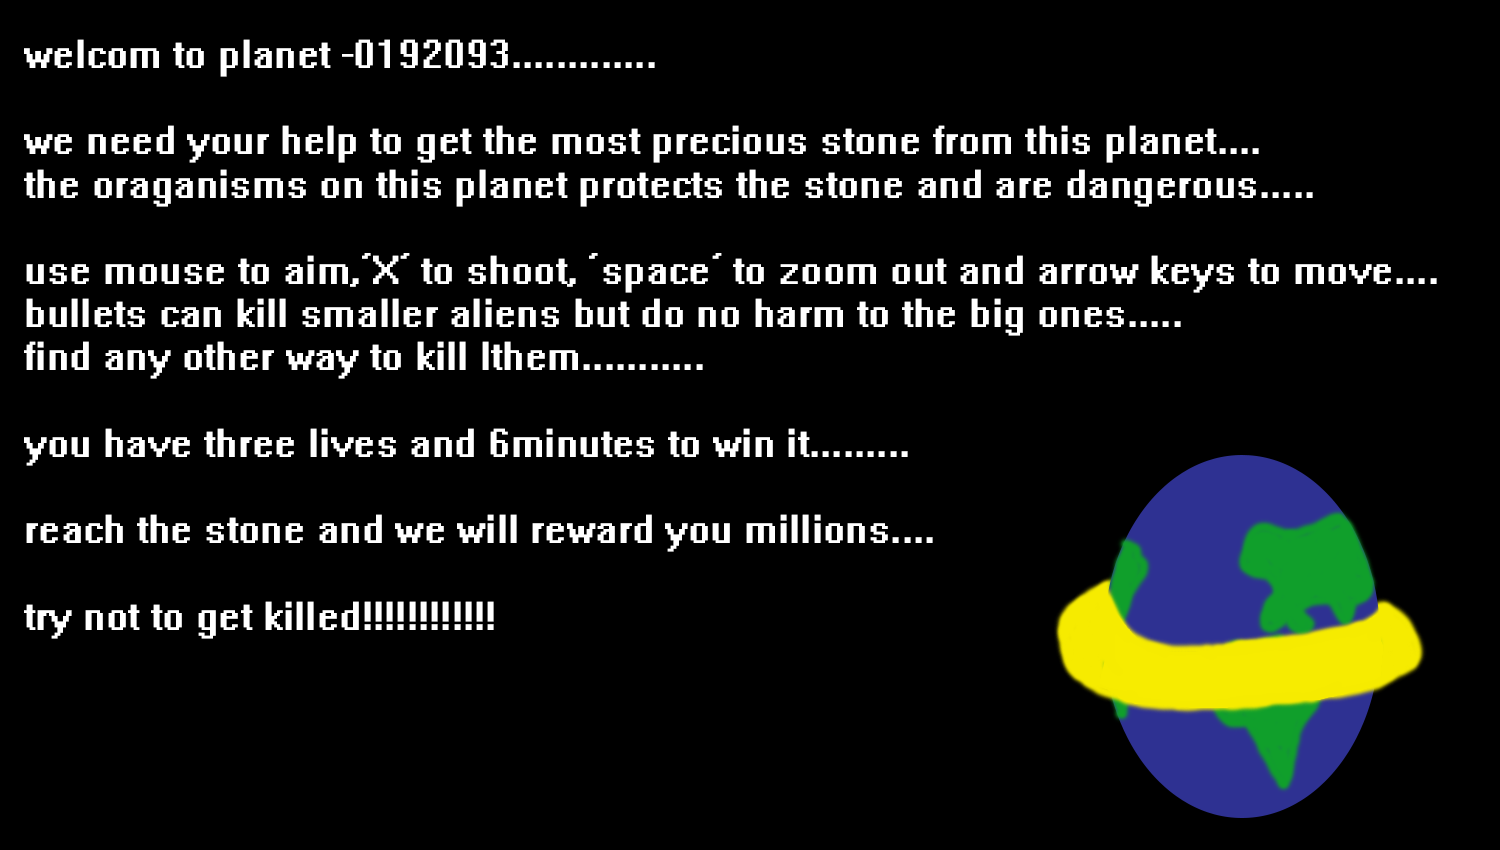 welcom to planet -0192093.............
we need your help to get the most precious stone from this planet....
the oraganisms on this planet protects the stone and are dangerous.....
use mouse to aim,´X´ to shoot, ´space´ to zoom out and arrow keys to move....
bullets can kill smaller aliens but do no harm to the big ones.....
find any other way to kill lthem...........
you have three lives and 6minutes to win it.........
reach the stone and we will reward you millions....
try not to get killed!!!!!!!!!!!!